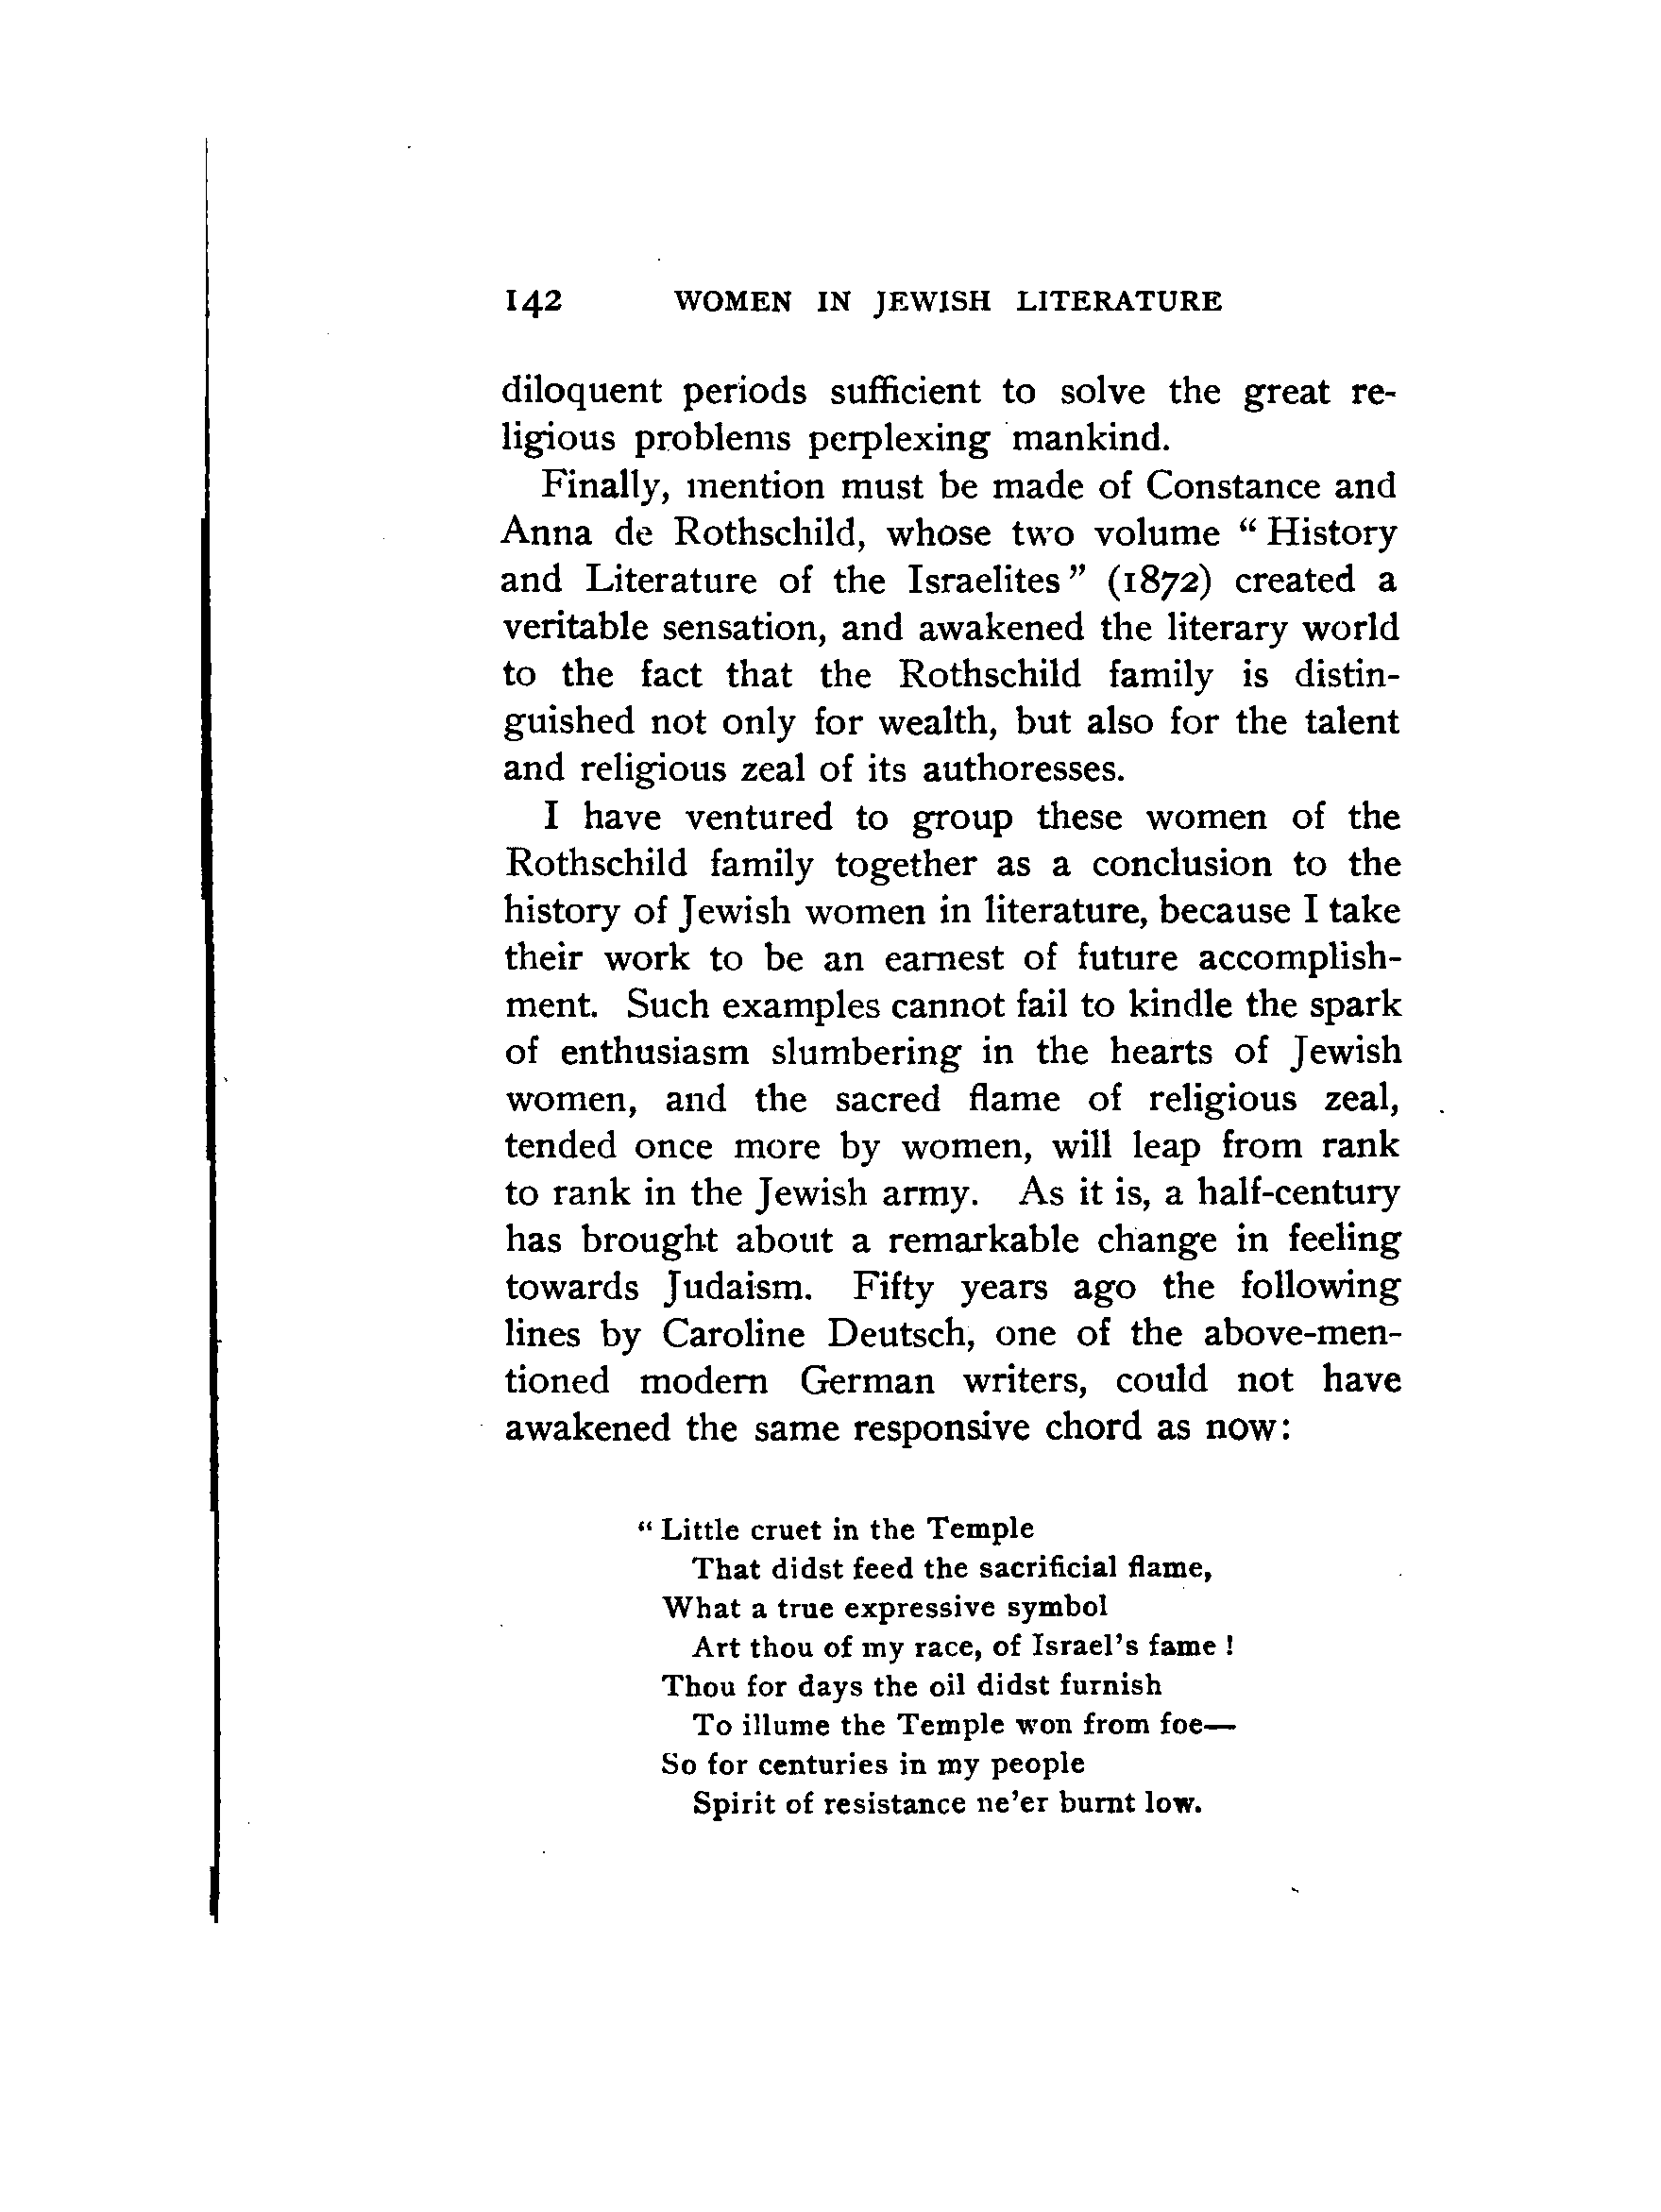 142 WOMEN IN JEWISH LITERATURE
diloquent periods sufficient to solve the great re-
ligious problems perplexing mankind.
Finally, mention must be made of Constance and
Anna de Rothschild, whose two volume “ History
and Literature of the Israelites” (1872) created a
veritable sensation, and awakened the literary world
to the fact that the Rothschild family is distin-
guished not only for wealth, but also for the talent
and religious zeal of its authoresses.
I have ventured to group these women of the
Rothschild family together as a conclusion to the
history of Jewish women in literature, because I take
their work to be an earnest of future accomplish-
ment. Such examples cannot fail to kindle the spark
of enthusiasm slumbering in the hearts of Jewish
women, and the sacred flame of religious zeal,
tended once more by women, will leap from rank
to rank in the Jewish army. As it is, a half-century
has brought about a remarkable change in feeling
towards Judaism. Fifty years ago the following
lines by Caroline Deutsch, one of the above-men-
tioned modern German writers, could not have
awakened the same responsive chord as now:
“ Little cruet in the Temple
That didst feed the sacrificial flame,
What a true expressive symbol
Art thou of my race, of Israel’s fame !
Thou for days the oil didst furnish
To illume the Temple won from foe—
So for centuries in my people
Spirit of resistance ne’er burnt low.